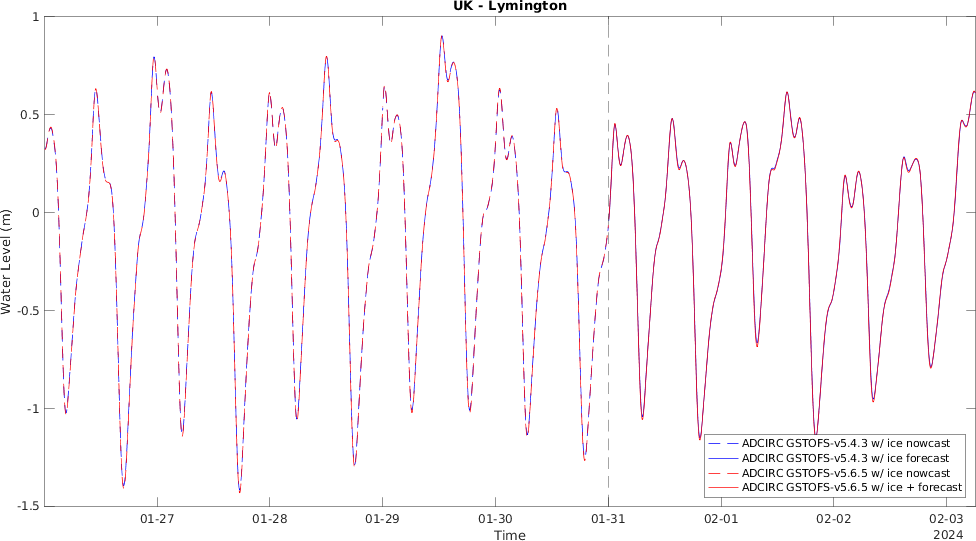 UK - Lymington
1
0.5
0
-0.5
-1
-1.5
Water Level (m)
01-27
01-28
01-29
01-30
01-31
02-01
02-02
02-03
2024
Time
ADCIRC GSTOFS-v5.4.3 w/ ice nowcast
ADCIRC GSTOFS-v5.4.3 w/ ice forecast
ADCIRC GSTOFS-v5.6.5 w/ ice nowcast
ADCIRC GSTOFS-v5.6.5 w/ ice + forecast